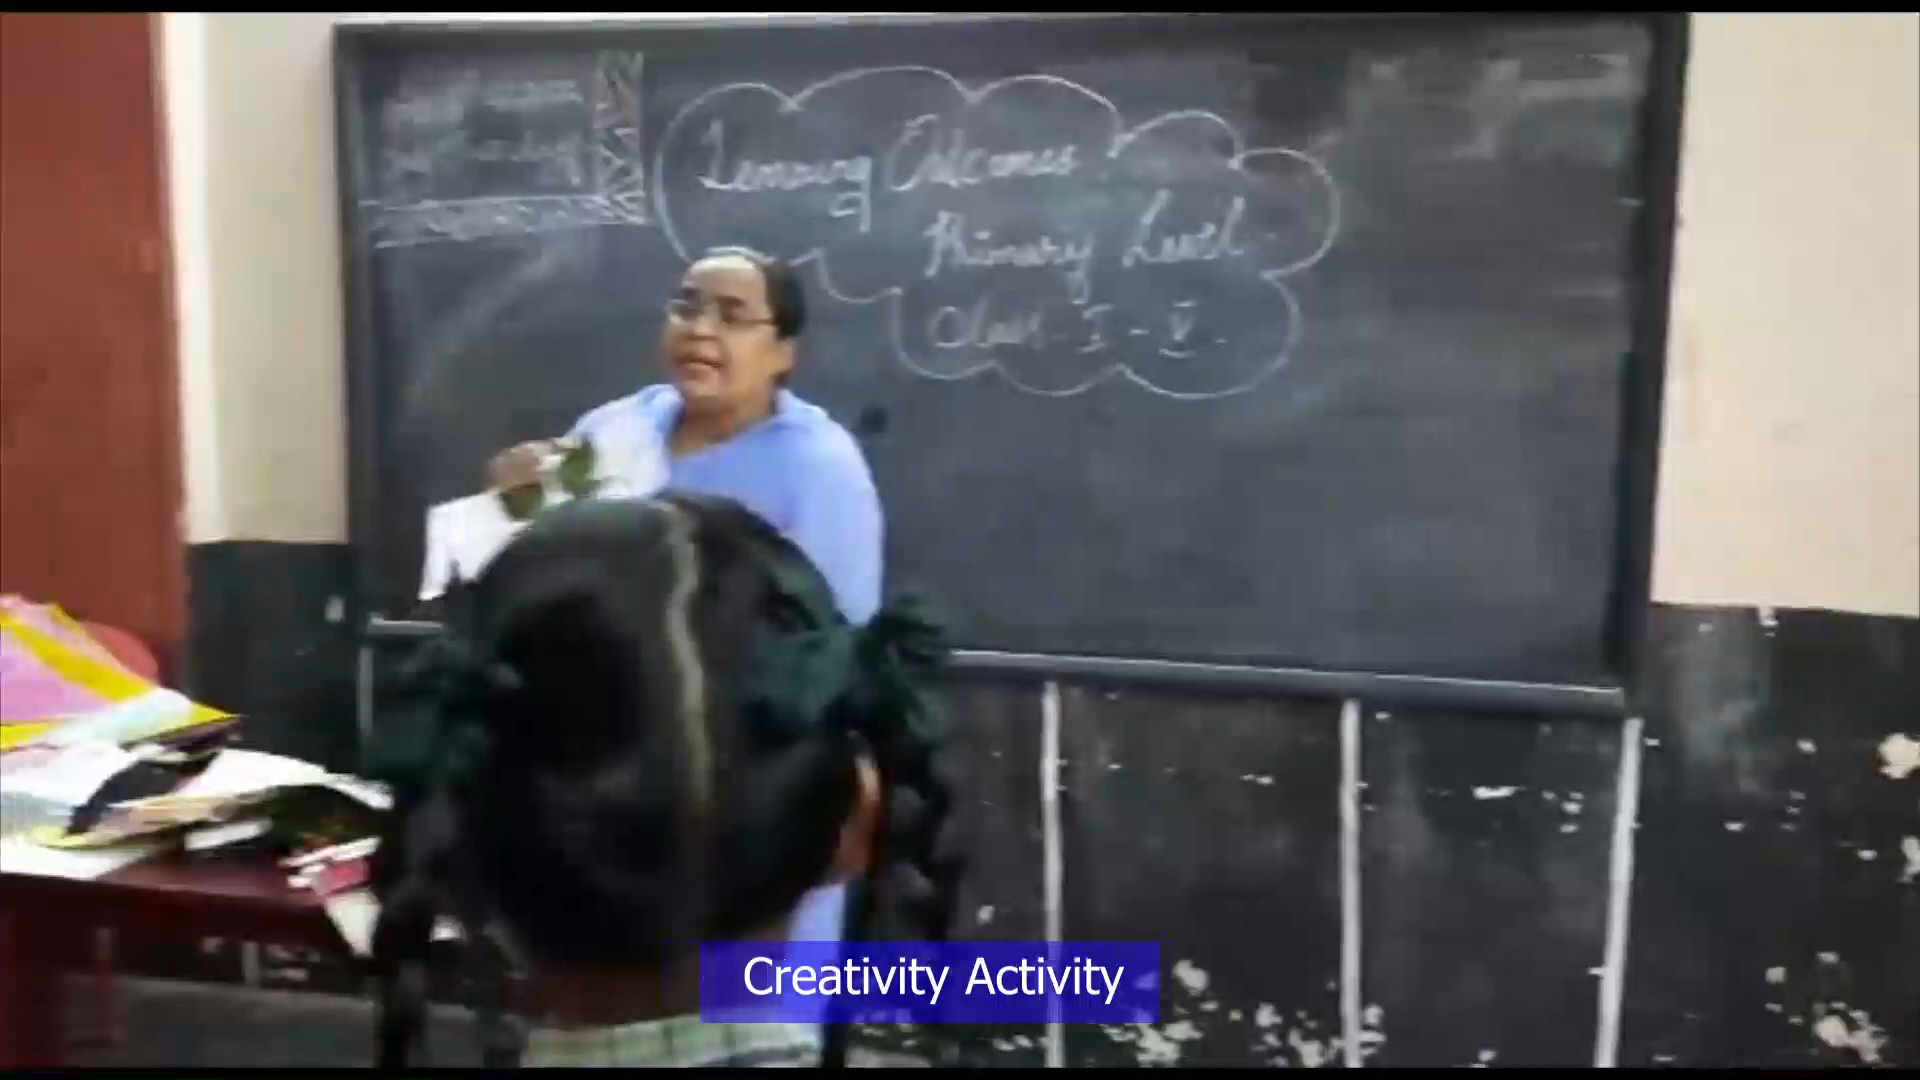 Learning Outcomes
Primary Level
Class I - V.
Creativity Activity